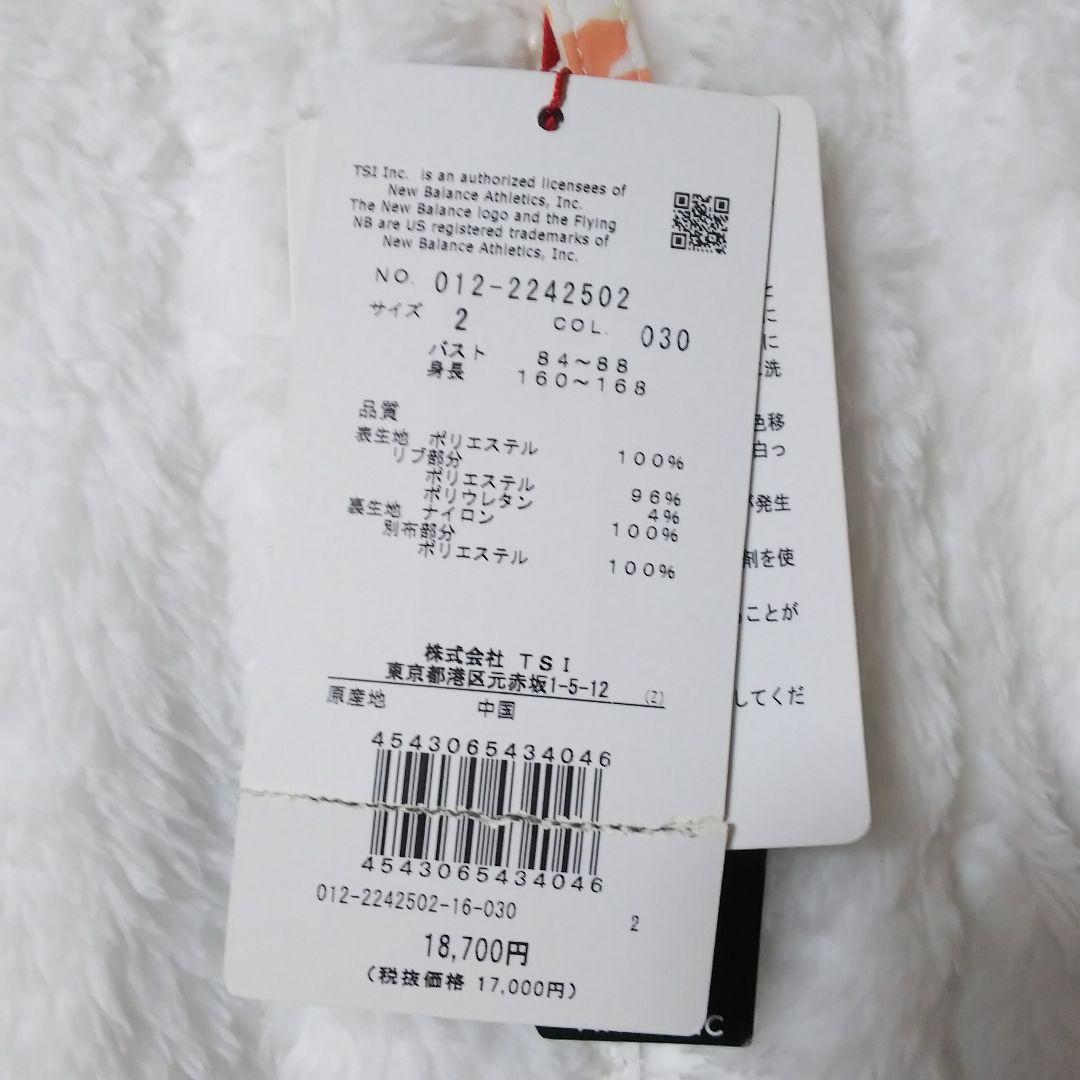 TSI Inc. is an authorized licensees of
New Balance Athletics, Inc.
The New Balance logo and the Flying
NB are US registered trademarks of
New Balance Athletics, Inc.
NO. 012-2242502
サイズ 2 COL. 030
バスト 84～88
身長 160～168
品質
表生地 ポリエステル 100%
リブ部分
ポリエステル 96%
ポリウレタン 4%
裏生地 ナイロン 100%
別布部分
ポリエステル 100%
株式会社 TSI
東京都港区元赤坂1-5-12 (Z)
原産地 中国
4543065434046
4543065434046
012-2242502-16-030 2
18,700円
(税抜価格 17,000円)
と
に
に
洗
色移
白っ
発生
剤を使
ことが
してくだ